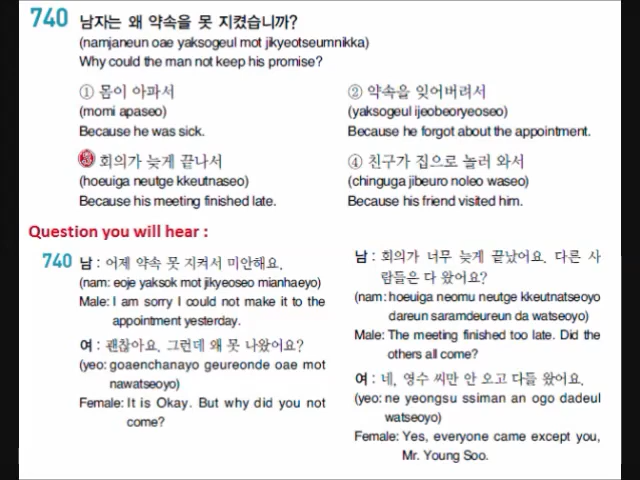 740 남자는 왜 약속을 못 지켰습니까?
(namjaneun oae yaksogeul mot jikyeotseumnikka)
Why could the man not keep his promise?
① 몸이 아파서
(momi apaseo)
Because he was sick.
② 약속을 잊어버려서
(yaksogeul ijeobeoryeoseo)
Because he forgot about the appointment.
③ 회의가 늦게 끝나서
(hoeuiga neutge kkeutnaseo)
Because his meeting finished late.
④ 친구가 집으로 놀러 와서
(chinguga jibeuro noleo waseo)
Because his friend visited him.
Question you will hear :
740 남 : 어제 약속 못 지켜서 미안해요.
(nam: eoje yaksok mot jikyeoseo mianhaeyo)
Male: I am sorry I could not make it to the
appointment yesterday.
여 : 괜찮아요. 그런데 왜 못 나왔어요?
(yeo: goaenchanayo geureonde oae mot
nawatseoyo)
Female: It is Okay. But why did you not
come?
남 : 회의가 너무 늦게 끝났어요. 다른 사
람들은 다 왔어요?
(nam: hoeuiga neomu neutge kkeutnatseoyo
dareun saramdeureun da watseoyo)
Male: The meeting finished too late. Did the
others all come?
여 : 네, 영수 씨만 안 오고 다들 왔어요.
(yeo: ne yeongsu ssiman an ogo dadeul
watseoyo)
Female: Yes, everyone came except you,
Mr. Young Soo.